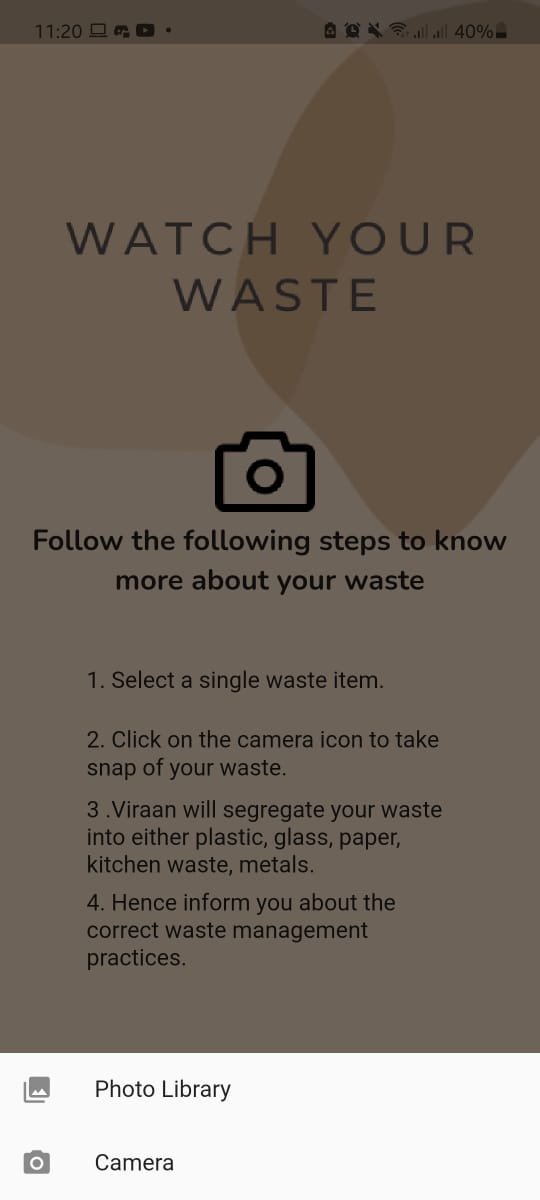 11:20
40%
WATCH YOUR
WASTE
Follow the following steps to know
more about your waste
1. Select a single waste item.
2. Click on the camera icon to take
snap of your waste.
3 .Viraan will segregate your waste
into either plastic, glass, paper,
kitchen waste, metals.
4. Hence inform you about the
correct waste management
practices.
Photo Library
Camera